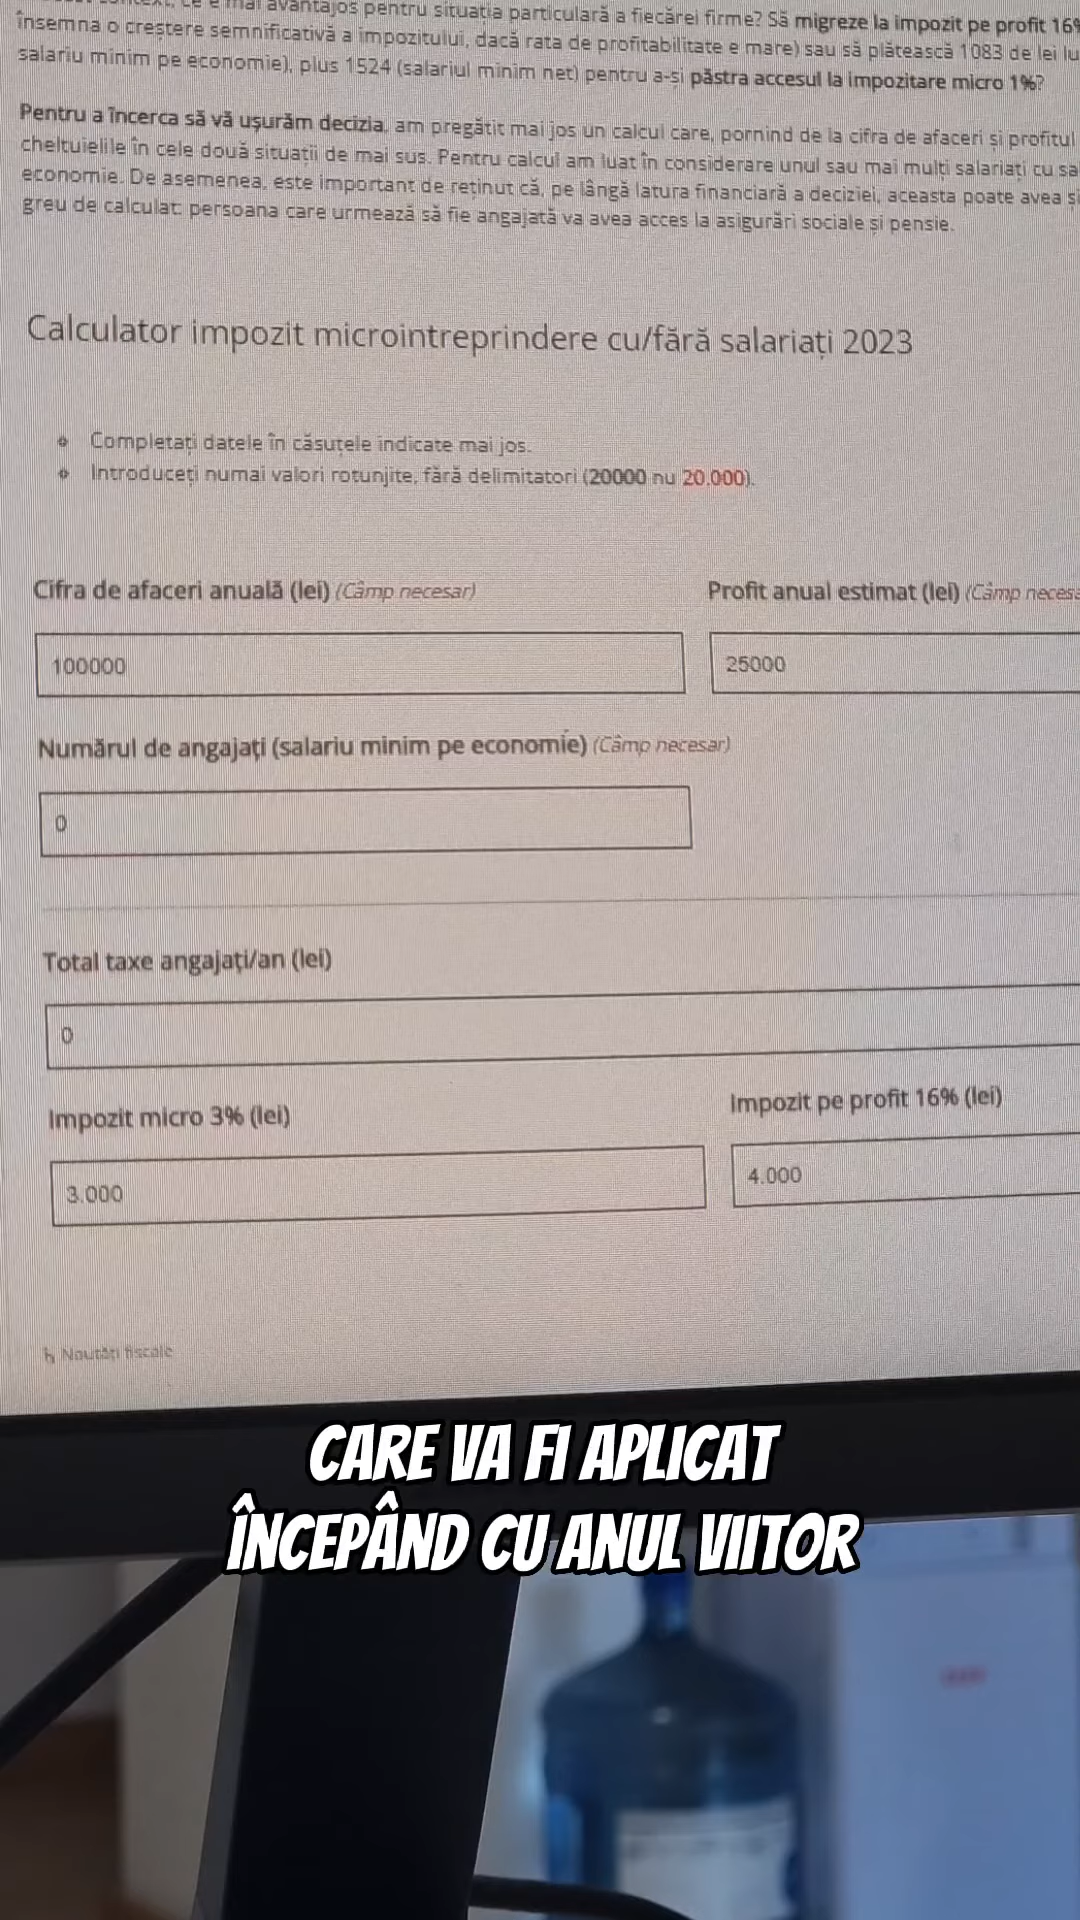 ce e mai avantajos pentru situația particulară a fiecărei firme? Să migreze la impozit pe profit 16%
însemna o creștere semnificativă a impozitului, dacă rata de profitabilitate e mare) sau să plătească 1083 de lei
salariu minim pe economie), plus 1524 (salariul minim net) pentru a-și păstra accesul la impozitare micro 1%?
Pentru a încerca să vă ușurăm decizia, am pregătit mai jos un calcul care, pornind de la cifra de afaceri și profitul
cheltuielile în cele două situații de mai sus. Pentru calcul am luat în considerare unul sau mai mulți salariați cu
economie. De asemenea, este important de reținut că, pe lângă latura financiară a deciziei, aceasta poate avea
greu de calculat: persoana care urmează să fie angajată va avea acces la asigurări sociale și pensie.
Calculator impozit microintreprindere cu/fără salariați 2023
Completați datele în căsuțele indicate mai jos.
Introduceți numai valori rotunjite, fără delimitatori (20000 nu 20.000).
Cifra de afaceri anuală (lei) (Câmp necesar) Profit anual estimat (lei) (Câmp
100000 25000
Numărul de angajați (salariu minim pe economie) (Câmp necesar)
0
Total taxe angajați/an (lei)
0
Impozit micro 3% (lei) Impozit pe profit 16% (lei)
3.000 4.000
Noutăți fiscale
CARE VA FI APLICAT
ÎNCEPÂND CU ANUL VIITOR